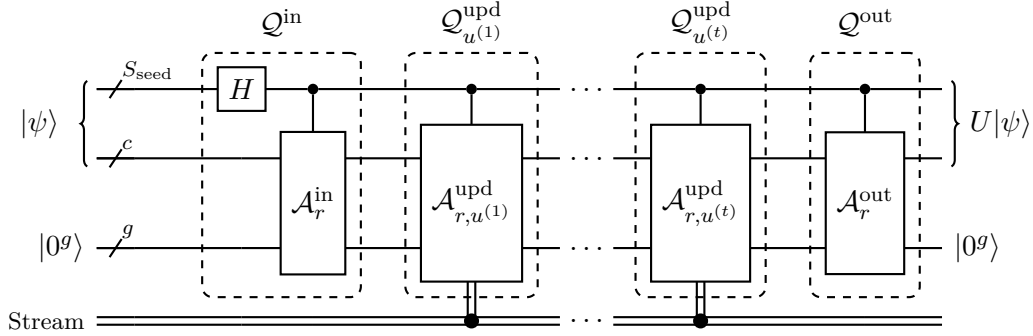 𝒬^in 𝒬^upd_{u^(1)} 𝒬^upd_{u^(t)} 𝒬^out
S_seed H · · ·
|ψ⟩ U|ψ⟩
c · · ·
𝒜^in_r 𝒜^upd_{r,u^(1)} 𝒜^upd_{r,u^(t)} 𝒜^out_r
|0^g⟩ g · · · |0^g⟩
Stream · · ·